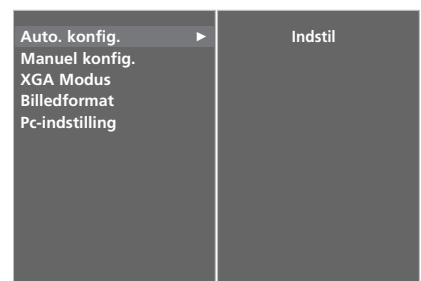 Auto. konfig. ► Indstil
Manuel konfig.
XGA Modus
Billedformat
Pc-indstilling